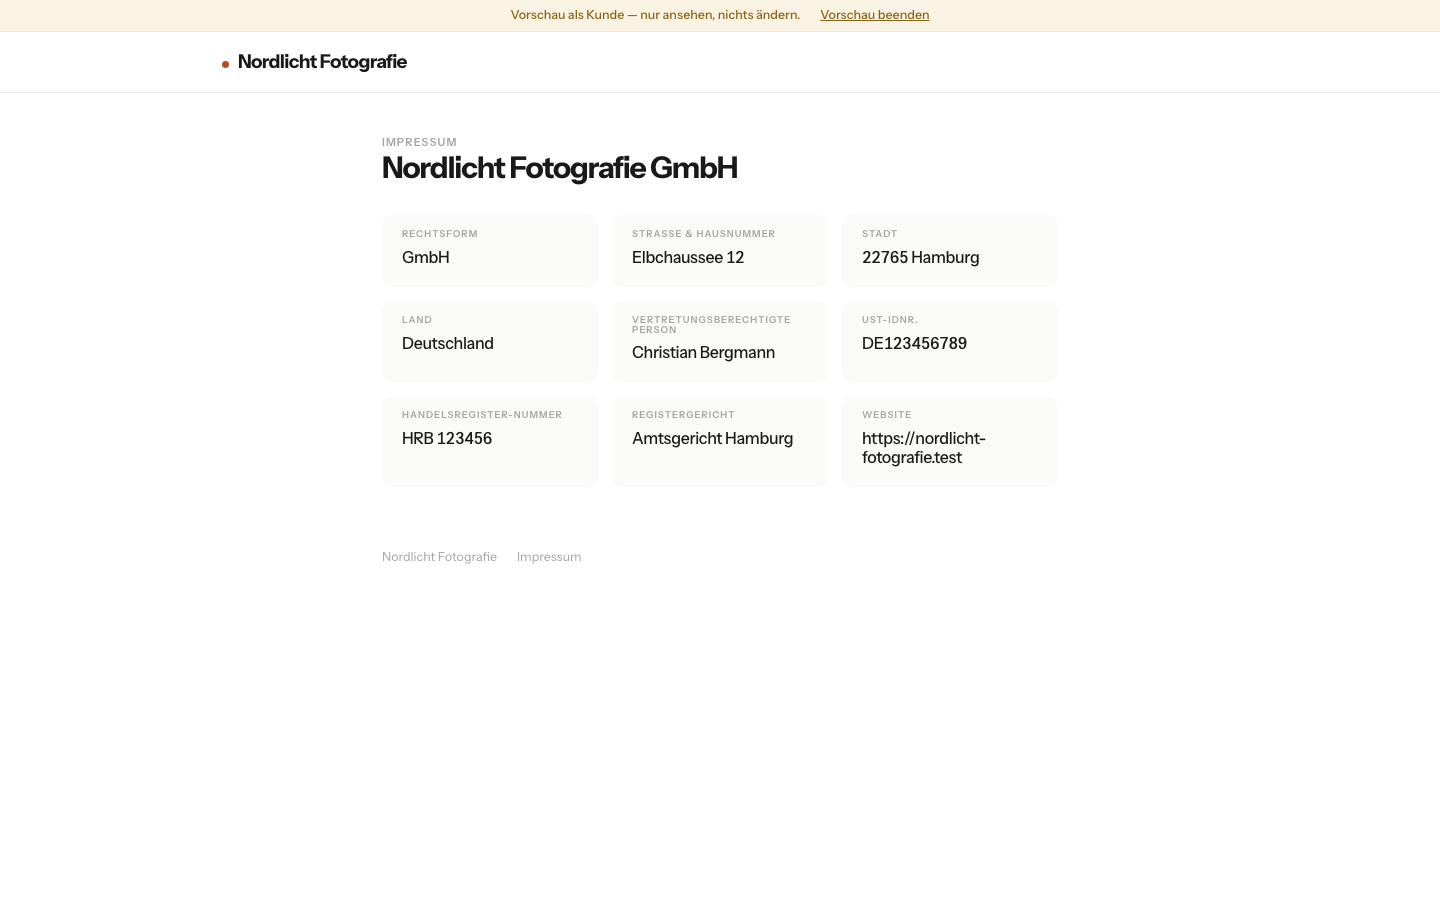 Vorschau als Kunde — nur ansehen, nichts ändern. Vorschau beenden
Nordlicht Fotografie
IMPRESSUM
Nordlicht Fotografie GmbH
RECHTSFORM
GmbH
STRASSE & HAUSNUMMER
Elbchaussee 12
STADT
22765 Hamburg
LAND
Deutschland
VERTRETUNGSBERECHTIGTE
PERSON
Christian Bergmann
UST-IDNR.
DE123456789
HANDELSREGISTER-NUMMER
HRB 123456
REGISTERGERICHT
Amtsgericht Hamburg
WEBSITE
https://nordlicht-
fotografie.test
Nordlicht Fotografie Impressum